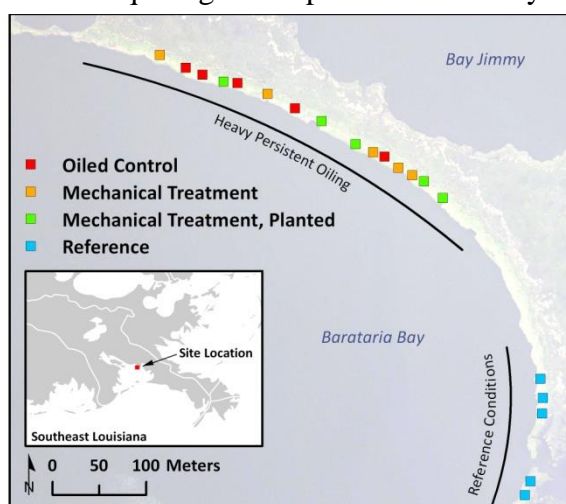 Bay Jimmy
Heavy Persistent Oiling
Oiled Control
Mechanical Treatment
Mechanical Treatment, Planted
Reference
Barataria Bay
Site Location
Reference Conditions
Southeast Louisiana
N
0 50 100 Meters